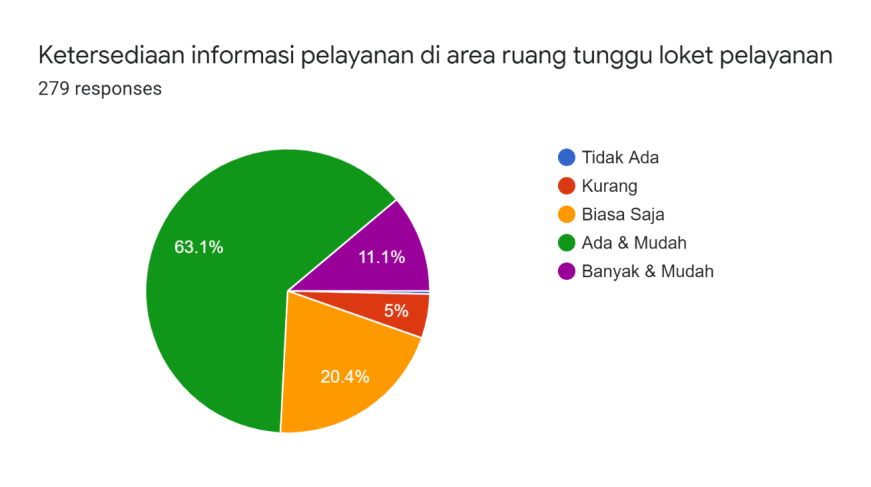 Ketersediaan informasi pelayanan di area ruang tunggu loket pelayanan
279 responses
63.1%
11.1%
5%
20.4%
Tidak Ada
Kurang
Biasa Saja
Ada & Mudah
Banyak & Mudah